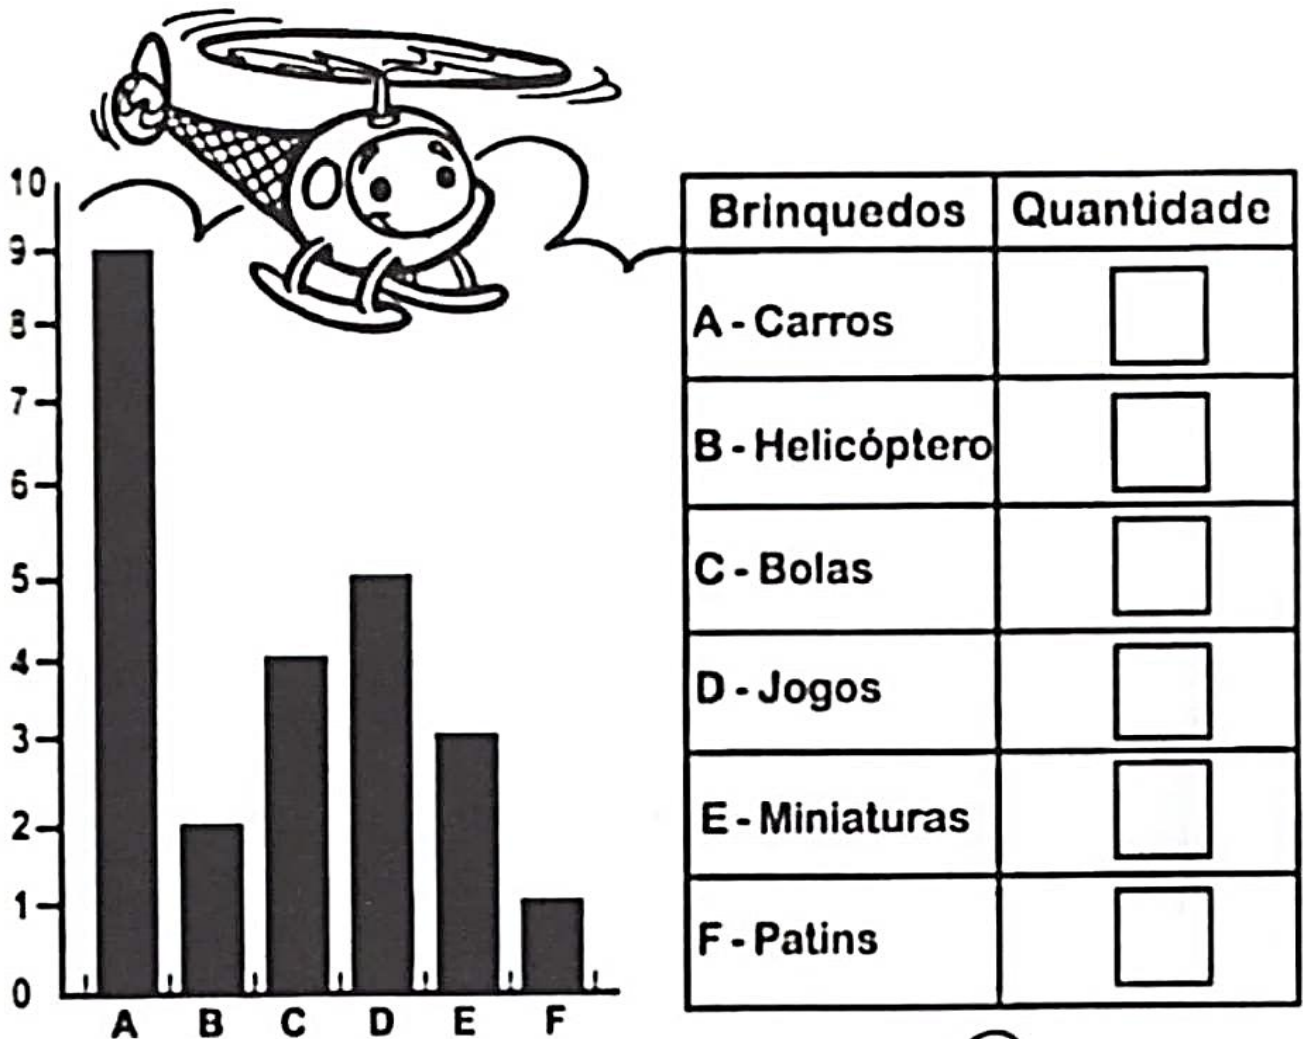 10
9
8
7
6
5
4
3
2
1
0
A B C D E F
Brinquedos Quantidade
A - Carros
B - Helicóptero
C - Bolas
D - Jogos
E - Miniaturas
F - Patins